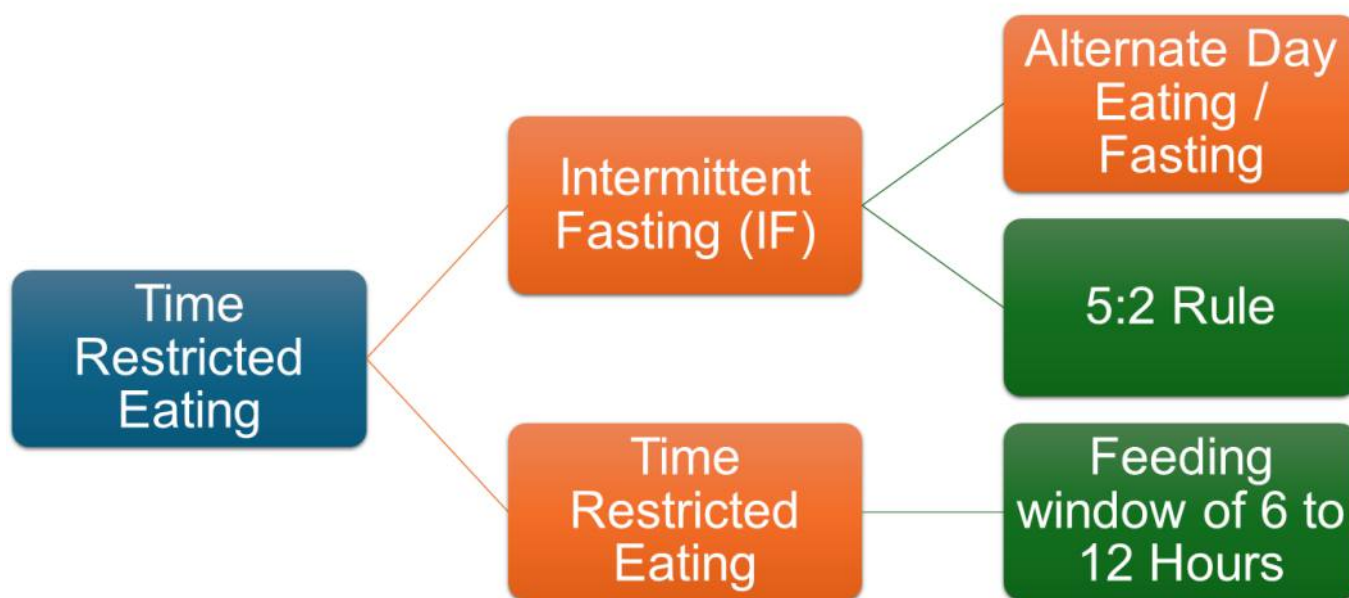 Time
Restricted
Eating
Intermittent
Fasting (IF)
Time
Restricted
Eating
Alternate Day
Eating /
Fasting
5:2 Rule
Feeding
window of 6 to
12 Hours